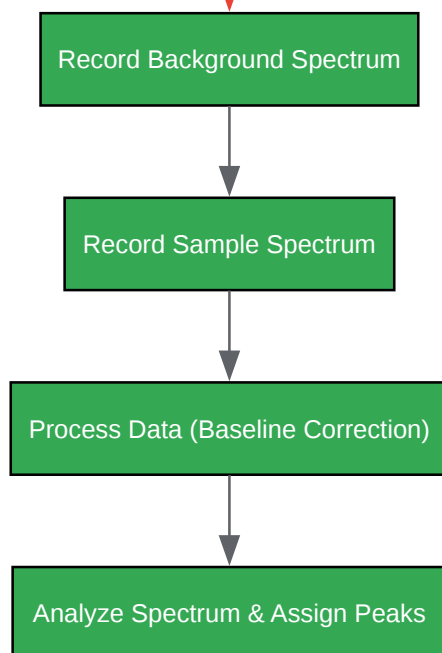 Record Background Spectrum
Record Sample Spectrum
Process Data (Baseline Correction)
Analyze Spectrum & Assign Peaks